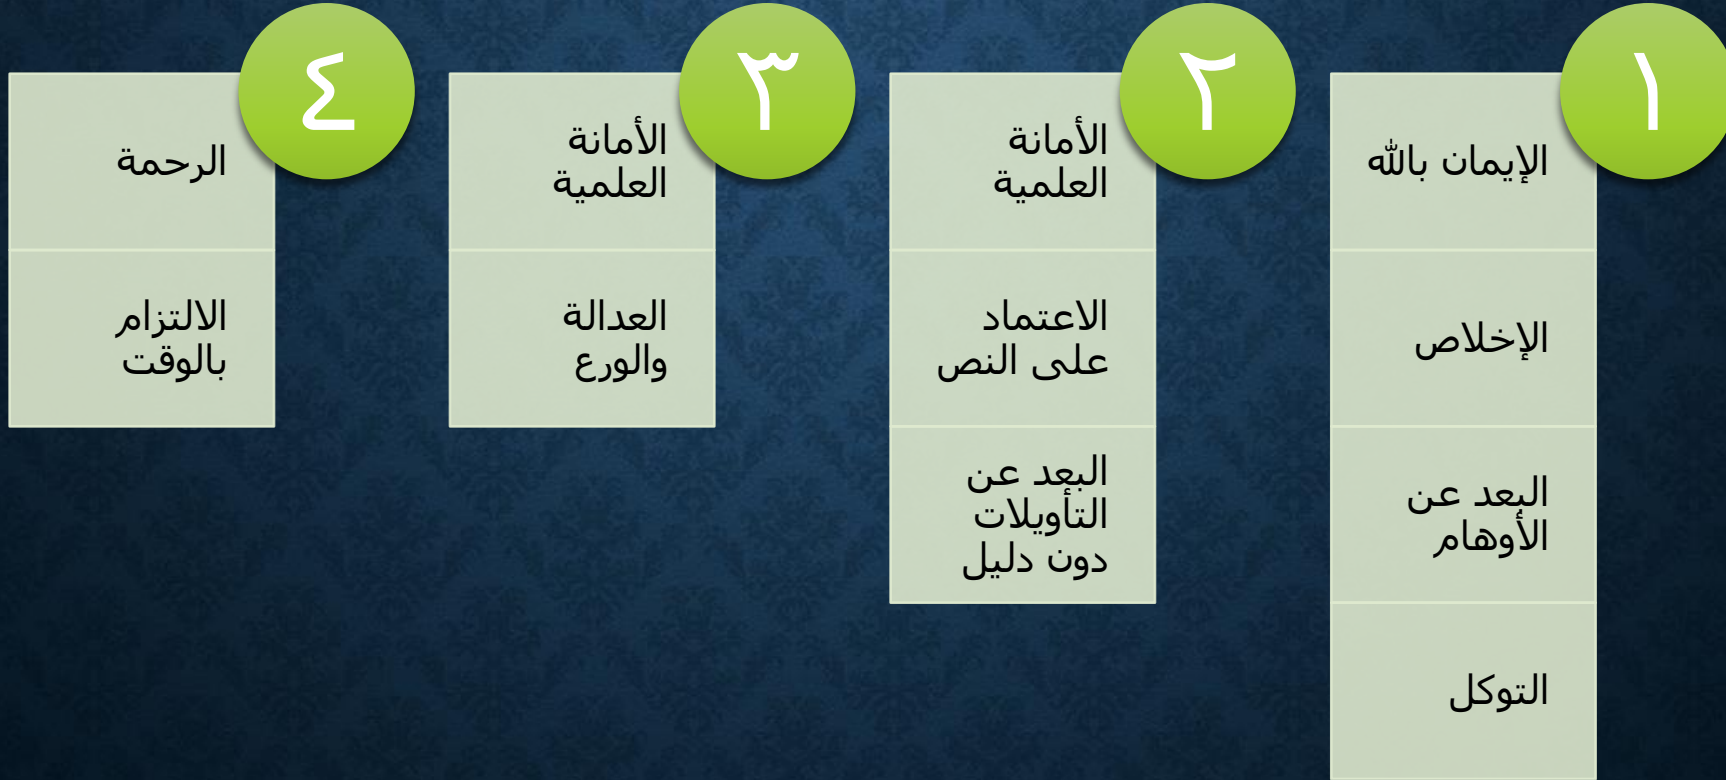 ١
الإيمان بالله
الإخلاص
البعد عن
الأوهام
التوكل
٢
الأمانة
العلمية
الاعتماد
على النص
البعد عن
التأويلات
دون دليل
٣
الأمانة
العلمية
العدالة
والورع
٤
الرحمة
الالتزام
بالوقت